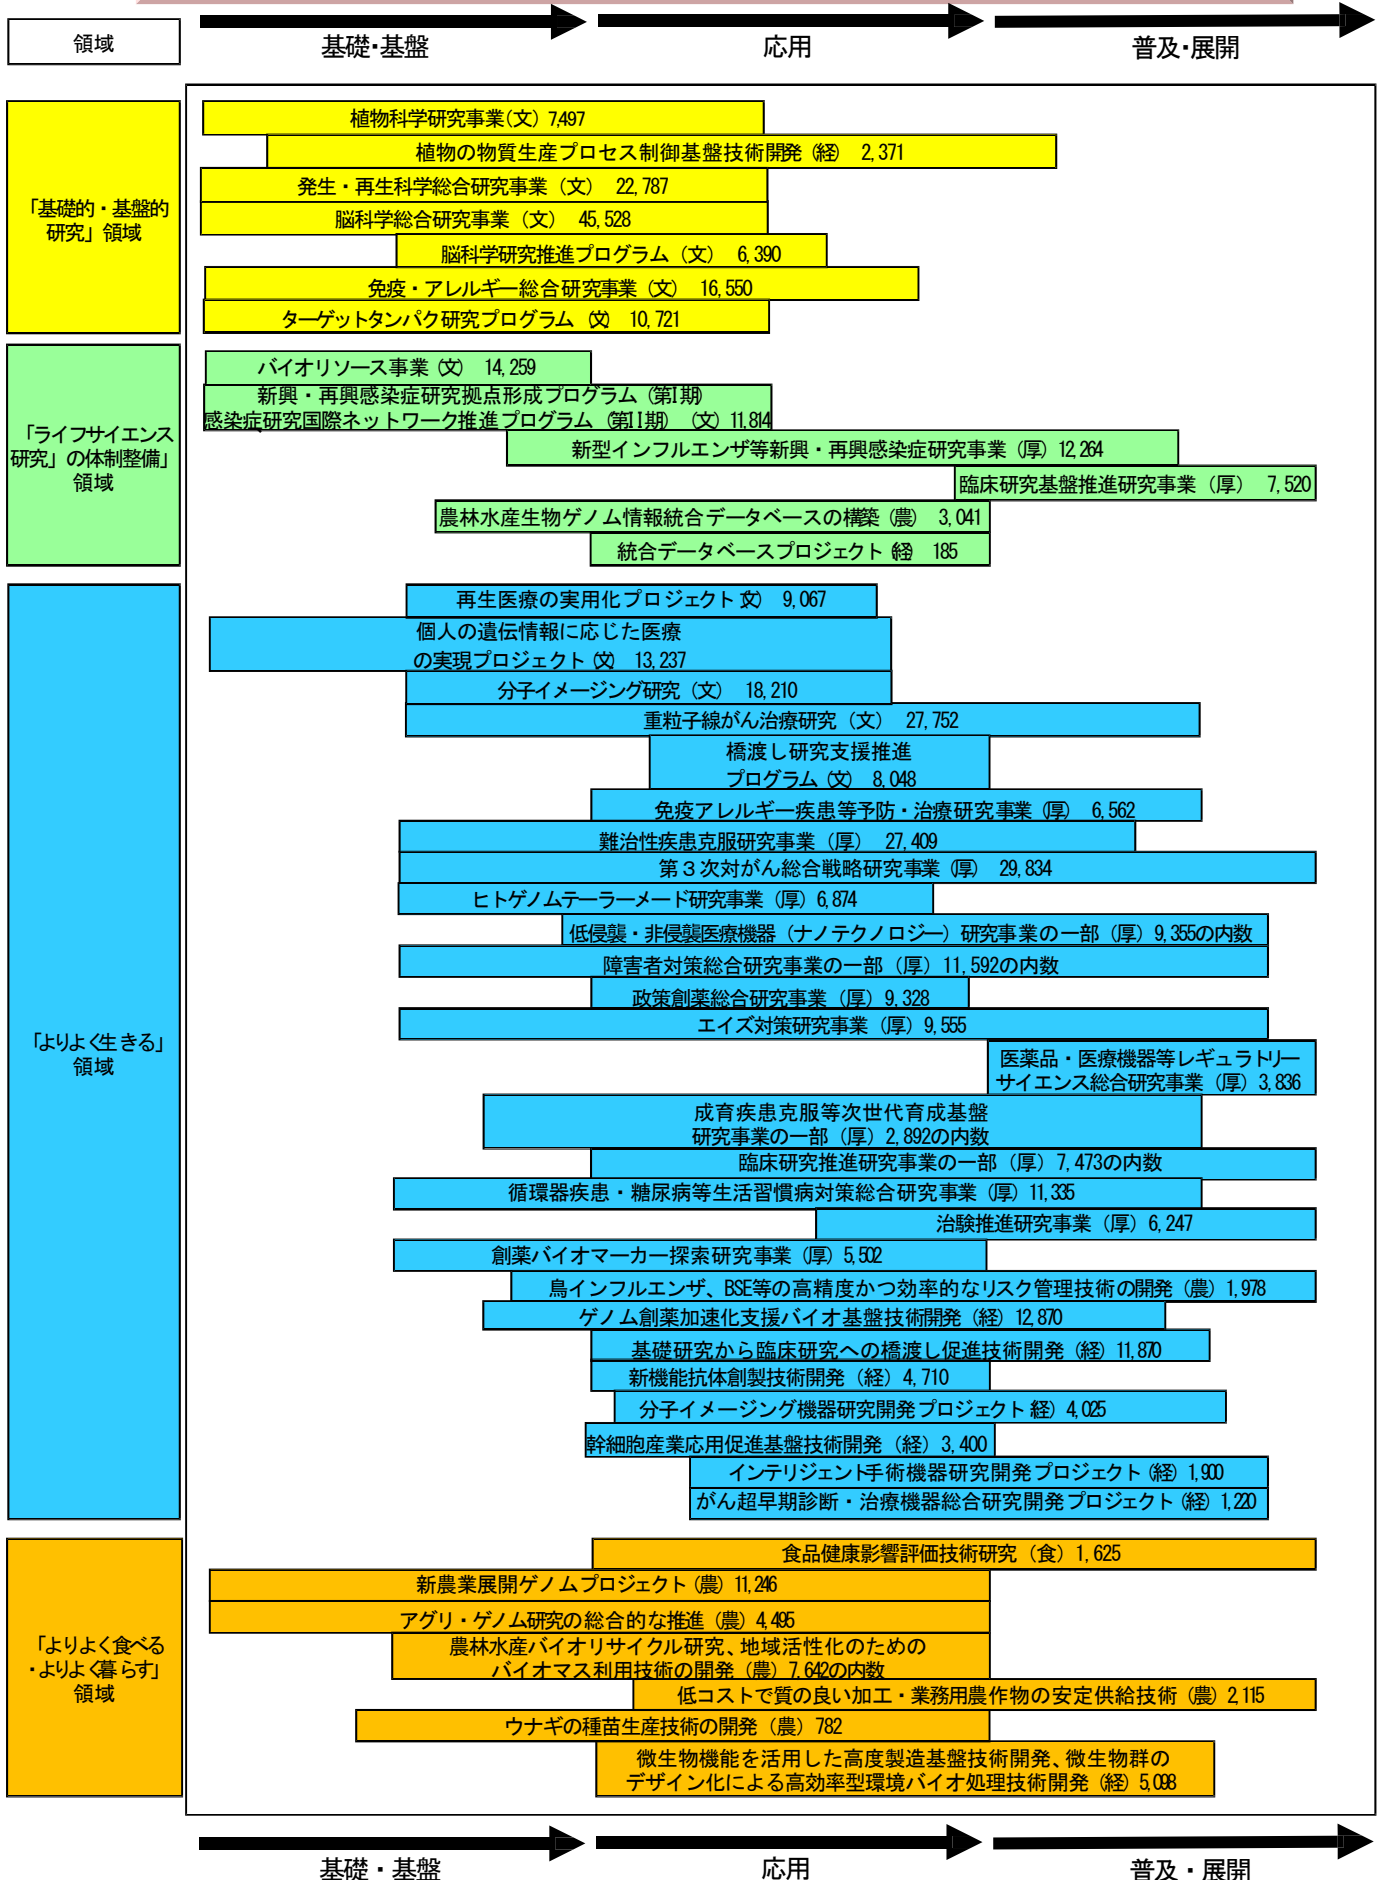 領域
基礎・基盤
応用
普及・展開
「基礎的・基盤的
研究」領域
植物科学研究事業(文) 7,497
植物の物質生産プロセス制御基盤技術開発（経） 2,371
発生・再生科学総合研究事業（文） 22,787
脳科学総合研究事業（文） 45,528
脳科学研究推進プログラム（文） 6,390
免疫・アレルギー総合研究事業（文） 16,550
ターゲットタンパク研究プログラム（文） 10,721
「ライフサイエンス
研究」の体制整備」
領域
バイオリソース事業（文） 14,259
新興・再興感染症研究拠点形成プログラム（第I期）
感染症研究国際ネットワーク推進プログラム（第II期）（文）11,814
新型インフルエンザ等新興・再興感染症研究事業（厚）12,264
臨床研究基盤推進研究事業（厚） 7,520
農林水産生物ゲノム情報統合データベースの構築（農） 3,041
統合データベースプロジェクト（経） 185
「よりよく生きる」
領域
再生医療の実用化プロジェクト（文） 9,067
個人の遺伝情報に応じた医療
の実現プロジェクト（文） 13,237
分子イメージング研究（文） 18,210
重粒子線がん治療研究（文） 27,752
橋渡し研究支援推進
プログラム（文） 8,048
免疫アレルギー疾患等予防・治療研究事業（厚） 6,562
難治性疾患克服研究事業（厚） 27,409
第３次対がん総合戦略研究事業（厚） 29,834
ヒトゲノムテーラーメード研究事業（厚）6,874
低侵襲・非侵襲医療機器（ナノテクノロジー）研究事業の一部（厚）9,355の内数
障害者対策総合研究事業の一部（厚）11,592の内数
政策創薬総合研究事業（厚）9,328
エイズ対策研究事業（厚）9,555
医薬品・医療機器等レギュラトリー
サイエンス総合研究事業（厚）3,836
成育疾患克服等次世代育成基盤
研究事業の一部（厚）2,892の内数
臨床研究推進研究事業の一部（厚）7,473の内数
循環器疾患・糖尿病等生活習慣病対策総合研究事業（厚）11,335
治験推進研究事業（厚）6,247
創薬バイオマーカー探索研究事業（厚）5,502
鳥インフルエンザ、BSE等の高精度かつ効率的なリスク管理技術の開発（農）1,978
ゲノム創薬加速化支援バイオ基盤技術開発（経）12,870
基礎研究から臨床研究への橋渡し促進技術開発（経）11,870
新機能抗体創製技術開発（経）4,710
分子イメージング機器研究開発プロジェクト（経）4,025
幹細胞産業応用促進基盤技術開発（経）3,400
インテリジェント手術機器研究開発プロジェクト（経）1,900
がん超早期診断・治療機器総合研究開発プロジェクト（経）1,220
「よりよく食べる
・よりよく暮らす」
領域
食品健康影響評価技術研究（食）1,625
新農業展開ゲノムプロジェクト（農）11,246
アグリ・ゲノム研究の総合的な推進（農）4,495
農林水産バイオリサイクル研究、地域活性化のための
バイオマス利用技術の開発（農）7,642の内数
低コストで質の良い加工・業務用農作物の安定供給技術（農）2,115
ウナギの種苗生産技術の開発（農）782
微生物機能を活用した高度製造基盤技術開発、微生物群の
デザイン化による高効率型環境バイオ処理技術開発（経）5,098
基礎・基盤
応用
普及・展開